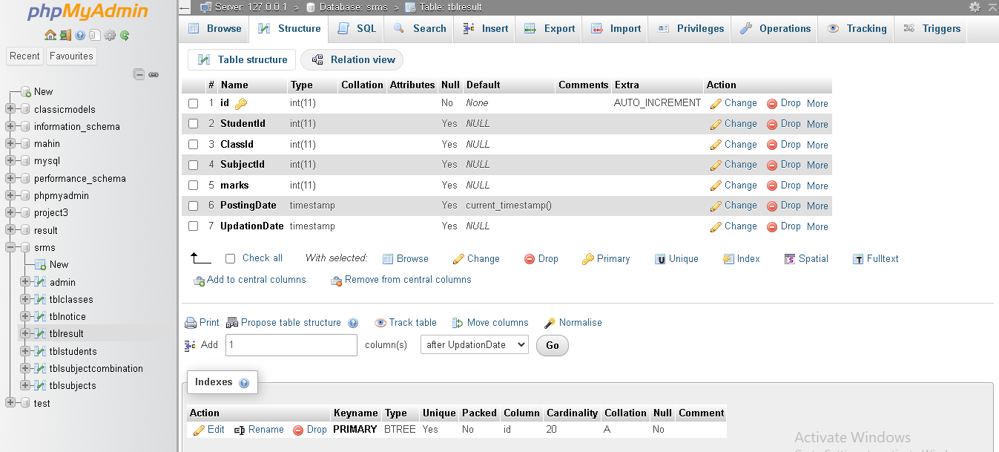 phpMyAdmin
Recent Favourites
New
classicmodels
information_schema
mahin
mysql
performance_schema
phpmyadmin
project3
result
srms
New
admin
tblclasses
tblnotice
tblresult
tblstudents
tblsubjectcombination
tblsubjects
test
Server: 127.0.0.1 » Database: srms » Table: tblresult
Browse Structure SQL Search Insert Export Import Privileges Operations Tracking Triggers
Table structure Relation view
# Name Type Collation Attributes Null Default Comments Extra Action
1 id int(11) No None AUTO_INCREMENT Change Drop More
2 StudentId int(11) Yes NULL Change Drop More
3 ClassId int(11) Yes NULL Change Drop More
4 SubjectId int(11) Yes NULL Change Drop More
5 marks int(11) Yes NULL Change Drop More
6 PostingDate timestamp Yes current_timestamp() Change Drop More
7 UpdationDate timestamp Yes NULL Change Drop More
Check all With selected: Browse Change Drop Primary Unique Index Spatial Fulltext
Add to central columns Remove from central columns
Print Propose table structure Track table Move columns Normalise
Add 1 column(s) after UpdationDate Go
Indexes
Action Keyname Type Unique Packed Column Cardinality Collation Null Comment
Edit Rename Drop PRIMARY BTREE Yes No id 20 A No
Activate Windows